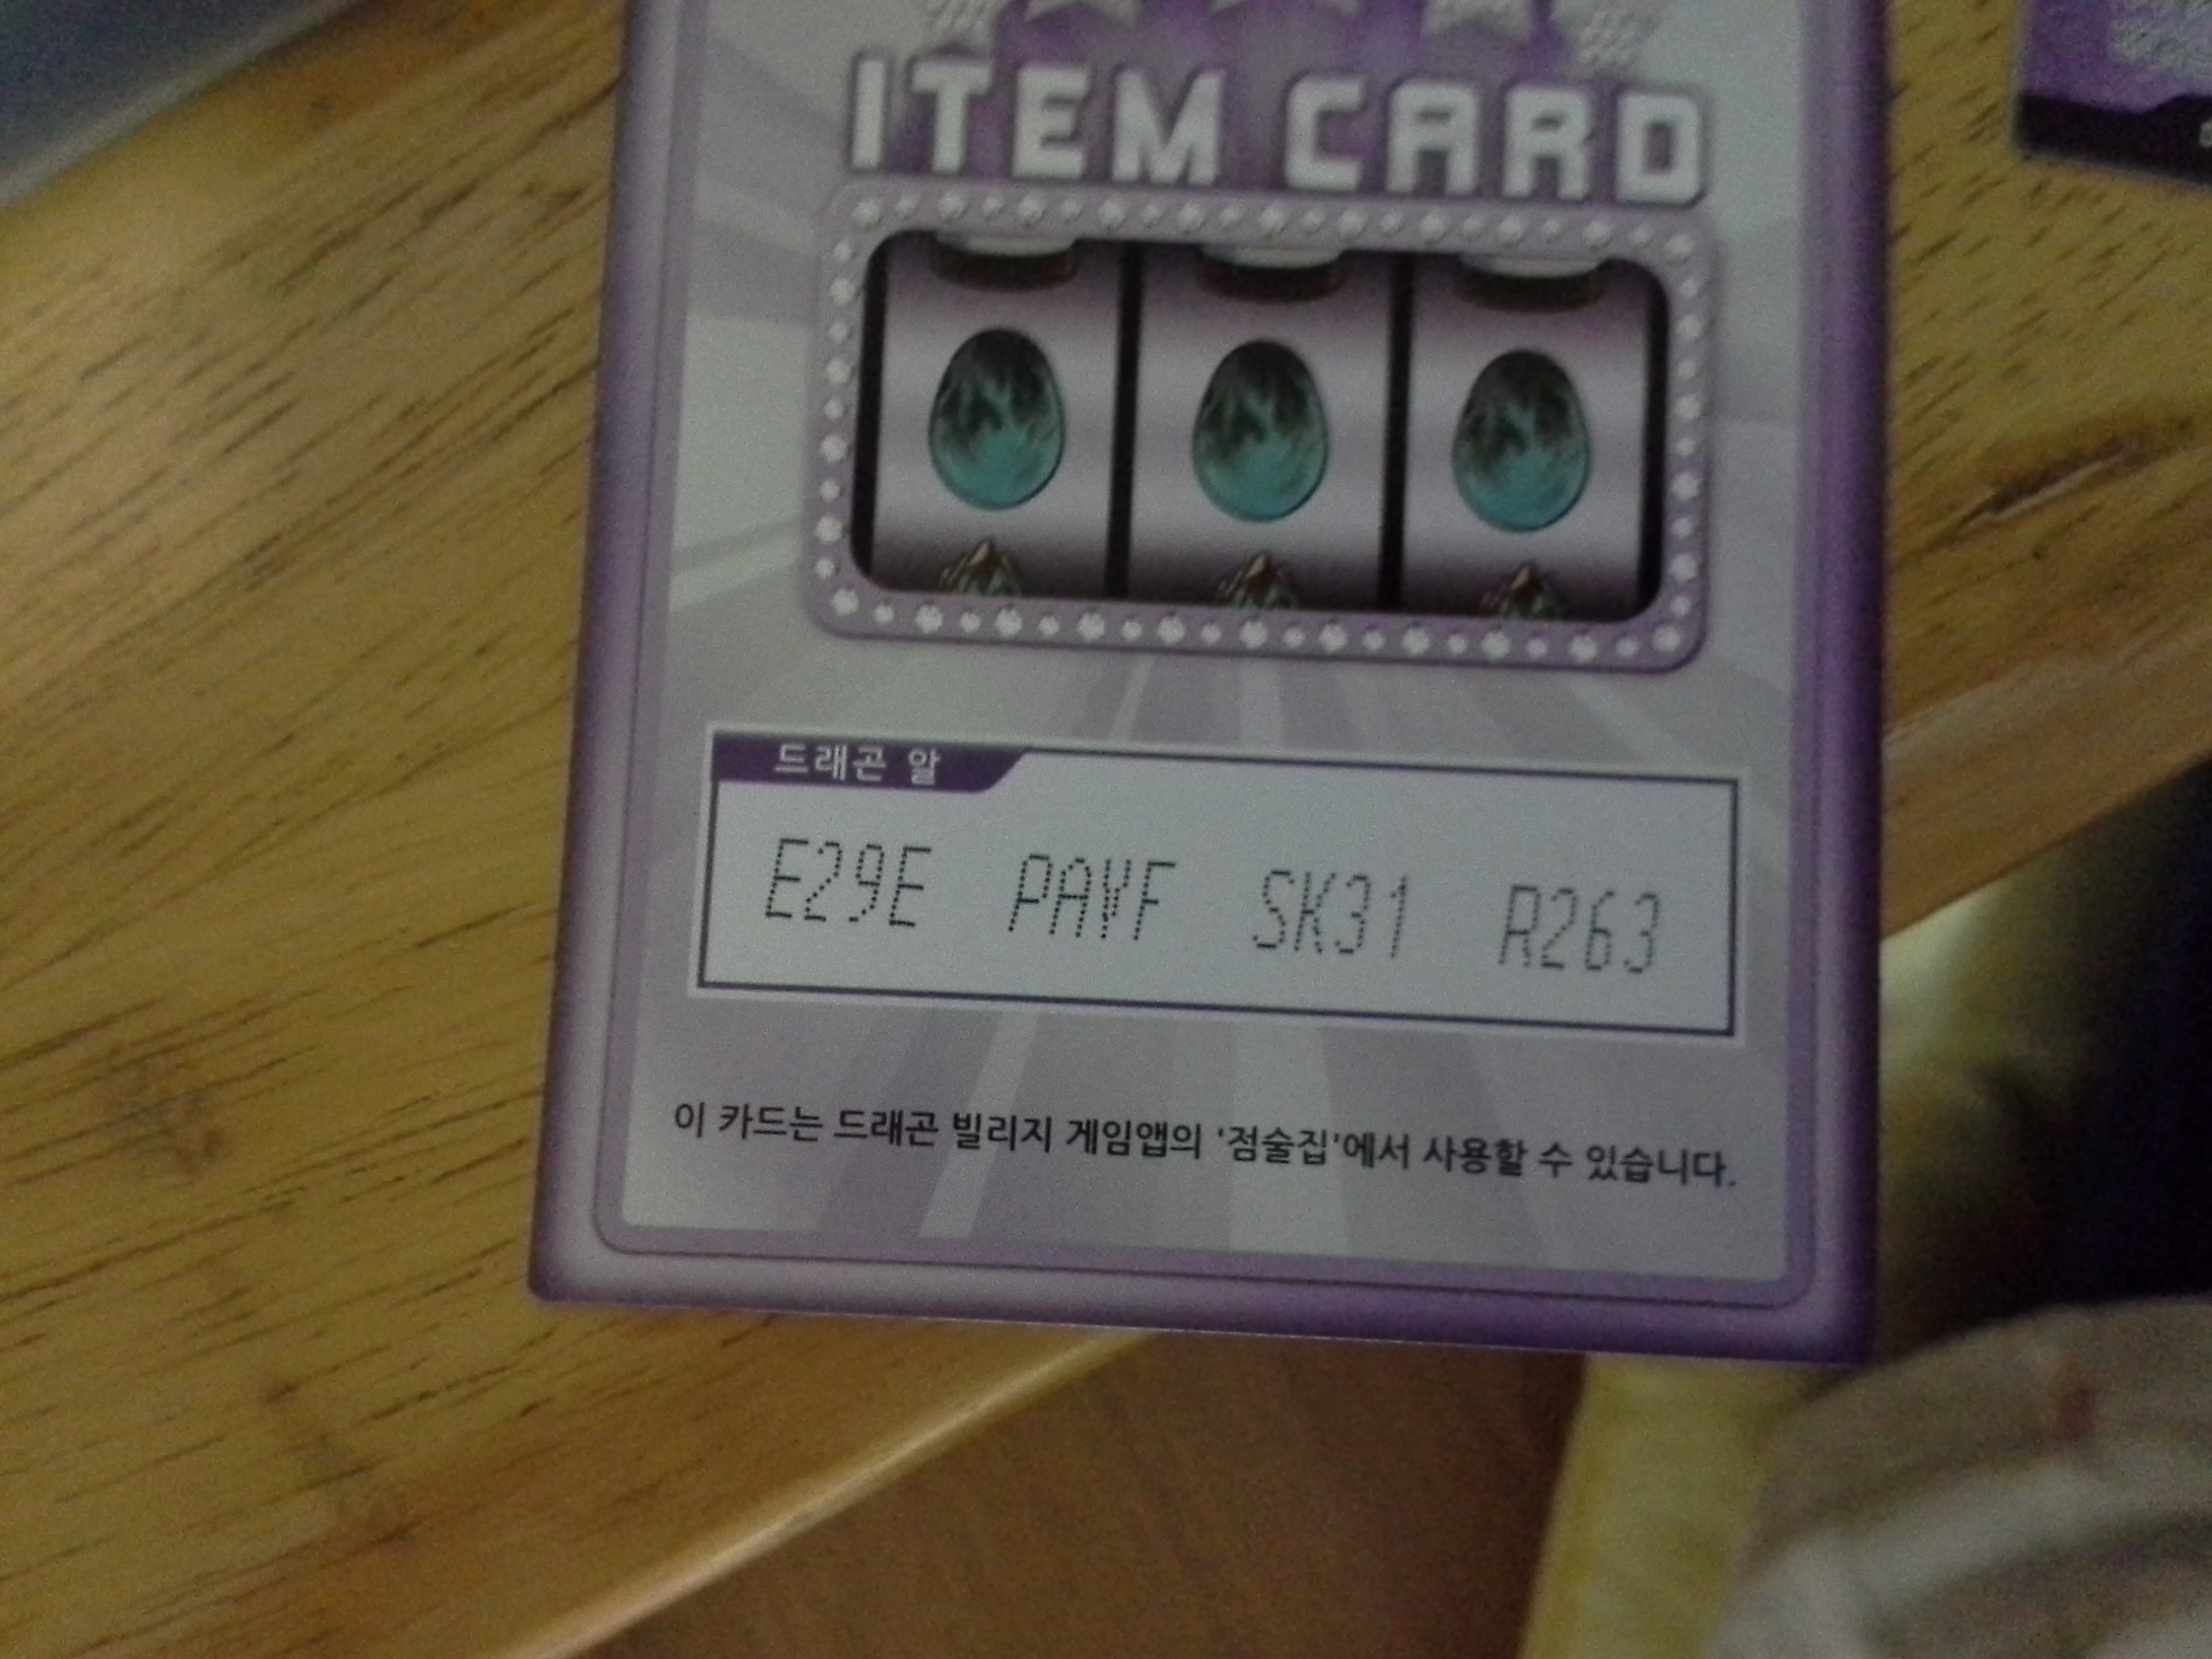 ITEM CARD
드래곤 알
E29E PAYF SK31 R263
이 카드는 드래곤 빌리지 게임앱의 '점술집'에서 사용할 수 있습니다.